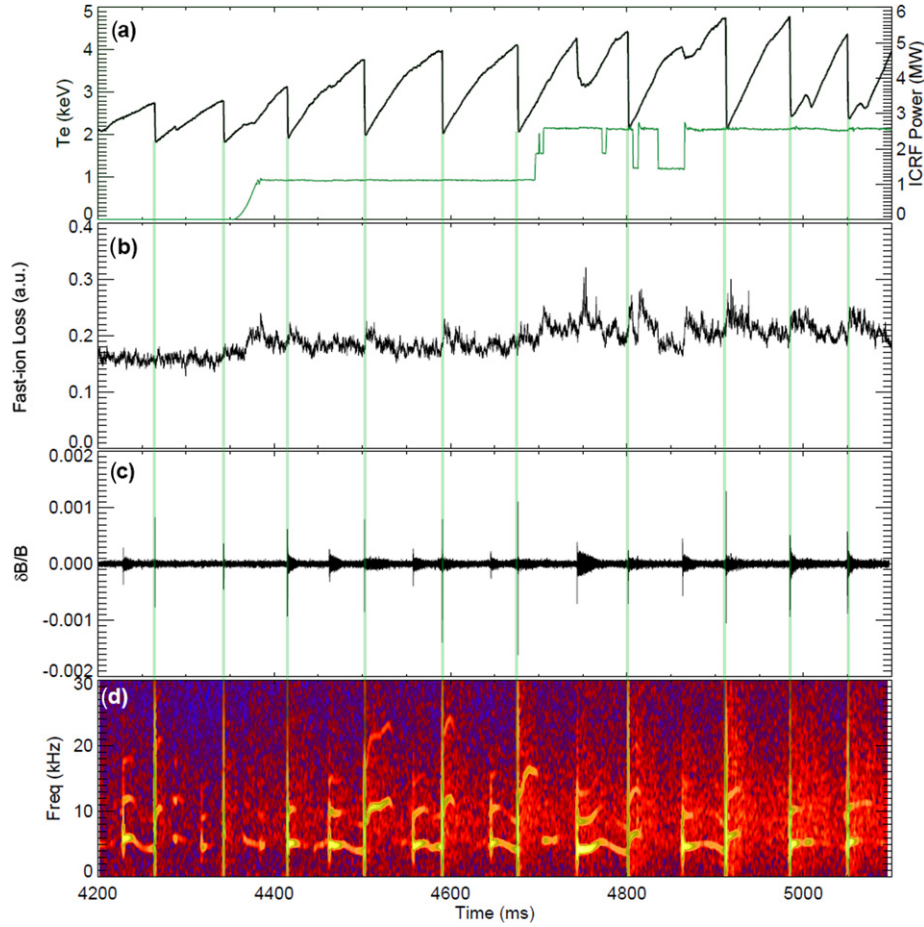 (a)
5
4
3
2
1
0
Te (keV)
6
5
4
3
2
1
0
ICRF Power (MW)
(b)
0.4
0.3
0.2
0.1
0.0
Fast-ion Loss (a.u.)
(c)
0.002
0.001
0.000
-0.001
-0.002
δB/B
(d)
30
20
10
0
Freq (kHz)
4200 4400 4600 4800 5000
Time (ms)